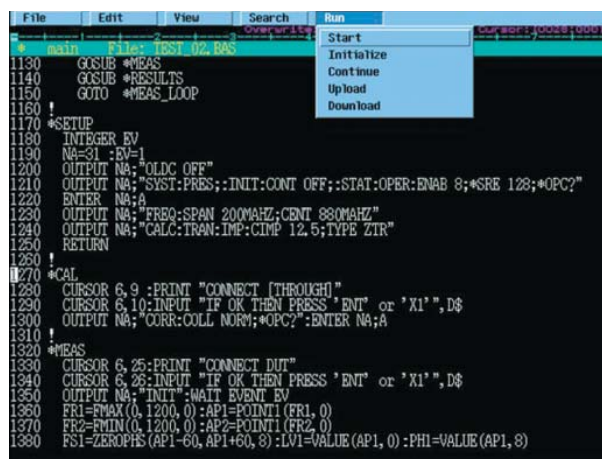 File Edit View Search Run
Overwrite Cursor:[0026:000
2 3 4 7
* main File: TEST_02.BAS
Start
Initialize
Continue
Upload
Download
1130 GOSUB *MEAS
1140 GOSUB *RESULTS
1150 GOTO *MEAS_LOOP
1160 !
1170 *SETUP
1180 INTEGER EV
1190 NA=31 :EV=1
1200 OUTPUT NA;"OLDC OFF"
1210 OUTPUT NA;"SYST:PRES;:INIT:CONT OFF;:STAT:OPER:ENAB 8;*SRE 128;*OPC?"
1220 ENTER NA;A
1230 OUTPUT NA;"FREQ:SPAN 200MAHZ;CENT 880MAHZ"
1240 OUTPUT NA;"CALC:TRAN:IMP:CIMP 12.5;TYPE ZTR"
1250 RETURN
1260 !
1270 *CAL
1280 CURSOR 6,9 :PRINT "CONNECT [THROUGH]"
1290 CURSOR 6,10:INPUT "IF OK THEN PRESS 'ENT' or 'X1'",D$
1300 OUTPUT NA;"CORR:COLL NORM;*OPC?":ENTER NA;A
1310 !
1320 *MEAS
1330 CURSOR 6,25:PRINT "CONNECT DUT"
1340 CURSOR 6,26:INPUT "IF OK THEN PRESS 'ENT' or 'X1'",D$
1350 OUTPUT NA;"INIT":WAIT EVENT EV
1360 FR1=FMAX(0,1200,0):AP1=POINT1(FR1,0)
1370 FR2=FMIN(0,1200,0):AP2=POINT1(FR2,0)
1380 FS1=ZEROPHS(AP1-60,AP1+60,8):LV1=VALUE(AP1,0):PH1=VALUE(AP1,8)